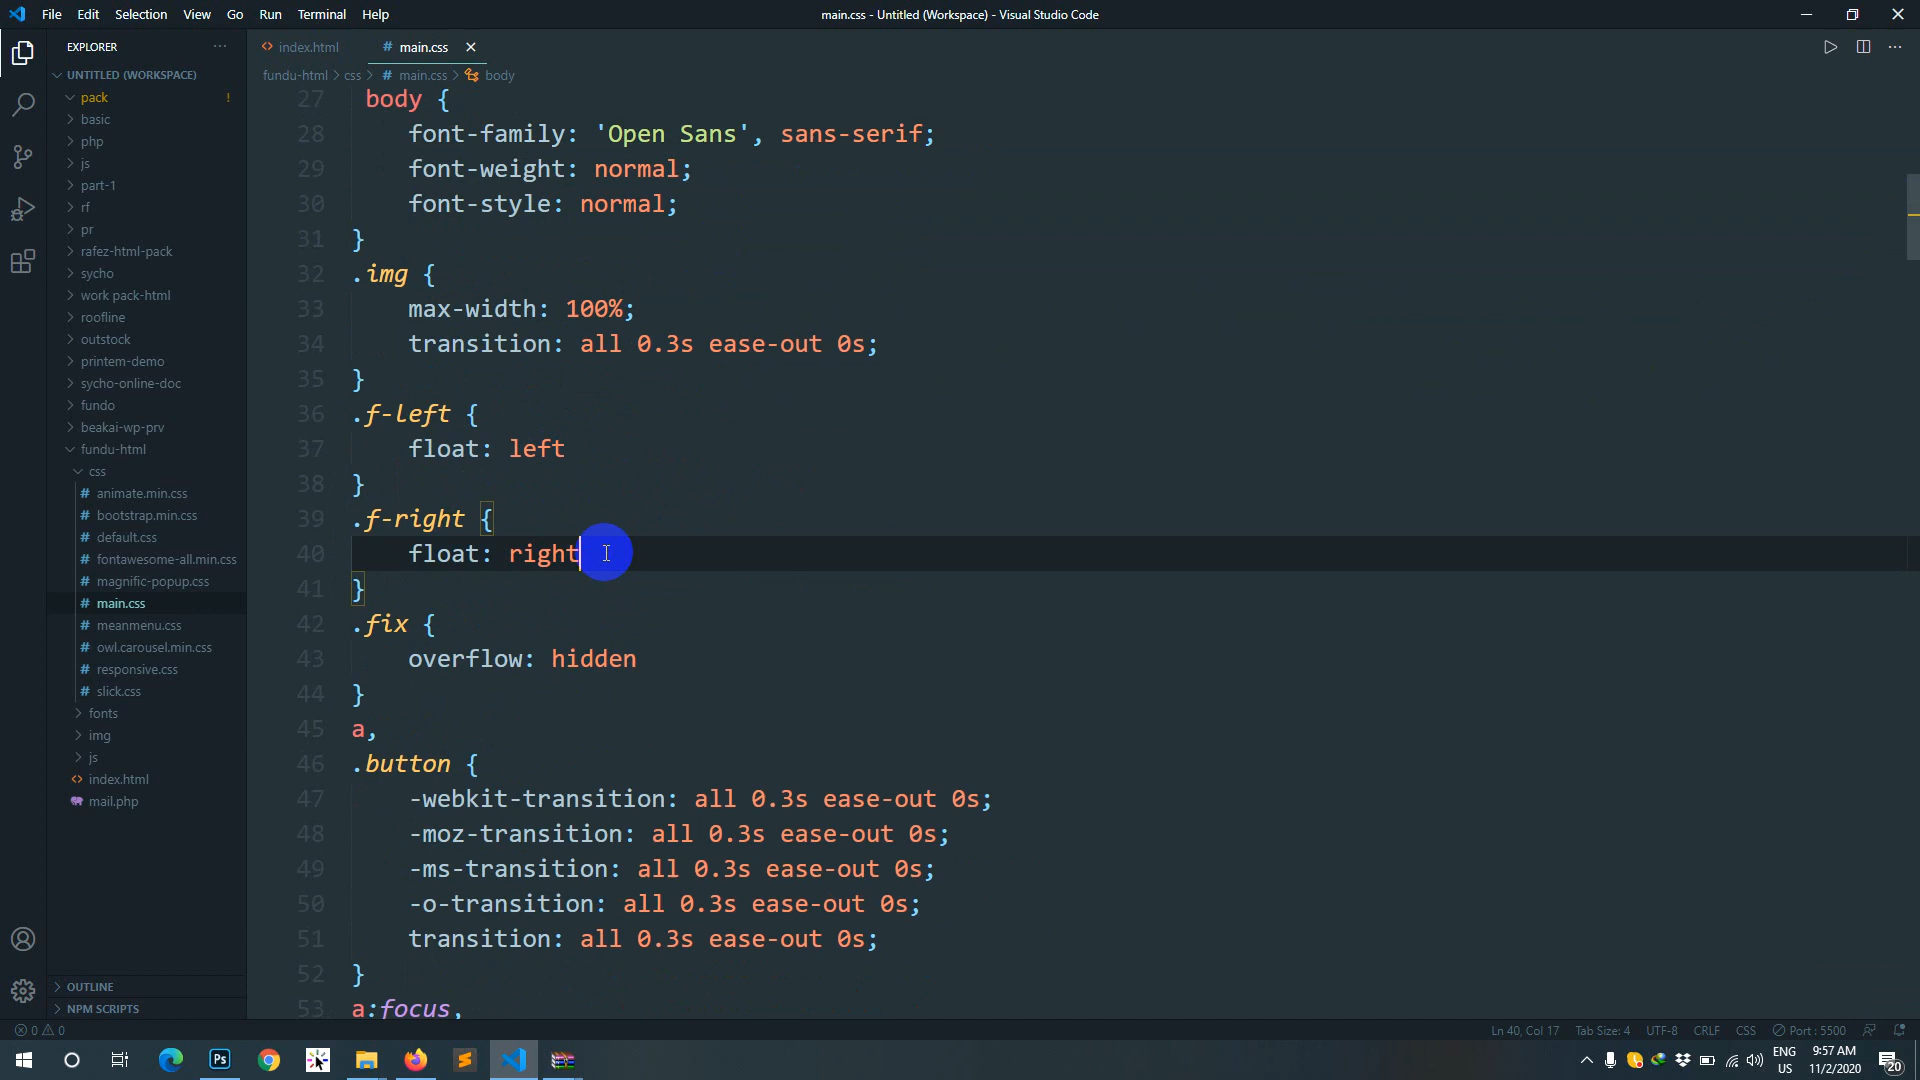 File Edit Selection View Go Run Terminal Help
main.css - Untitled (Workspace) - Visual Studio Code
EXPLORER
UNTITLED (WORKSPACE)
pack !
basic
php
js
part-1
rf
pr
rafez-html-pack
sycho
work pack-html
roofline
outstock
printem-demo
sycho-online-doc
fundo
beakai-wp-prv
fundu-html
css
# animate.min.css
# bootstrap.min.css
# default.css
# fontawesome-all.min.css
# magnific-popup.css
# main.css
# meanmenu.css
# owl.carousel.min.css
# responsive.css
# slick.css
fonts
img
js
index.html
mail.php
OUTLINE
NPM SCRIPTS
index.html # main.css
fundu-html > css > # main.css > body
27 body {
28 font-family: 'Open Sans', sans-serif;
29 font-weight: normal;
30 font-style: normal;
31 }
32 .img {
33 max-width: 100%;
34 transition: all 0.3s ease-out 0s;
35 }
36 .f-left {
37 float: left
38 }
39 .f-right {
40 float: right
41 }
42 .fix {
43 overflow: hidden
44 }
45 a,
46 .button {
47 -webkit-transition: all 0.3s ease-out 0s;
48 -moz-transition: all 0.3s ease-out 0s;
49 -ms-transition: all 0.3s ease-out 0s;
50 -o-transition: all 0.3s ease-out 0s;
51 transition: all 0.3s ease-out 0s;
52 }
53 a:focus,
0 0
Ln 40, Col 17 Tab Size: 4 UTF-8 CRLF CSS Port : 5500
Ps
ENG
US
9:57 AM
11/2/2020
20